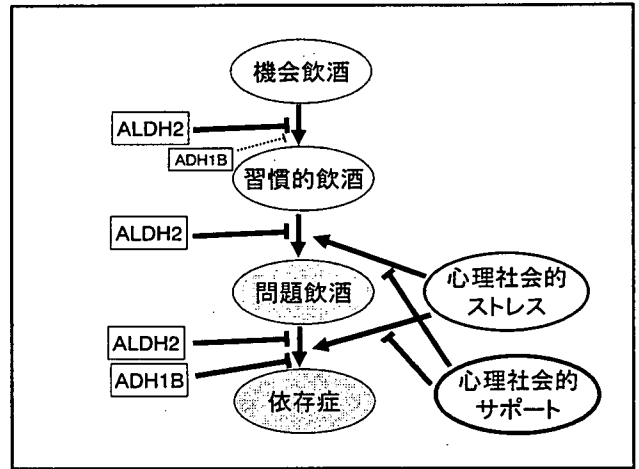 機会飲酒
ALDH2
ADH1B
習慣的飲酒
ALDH2
問題飲酒
心理社会的
ストレス
ALDH2
ADH1B
依存症
心理社会的
サポート